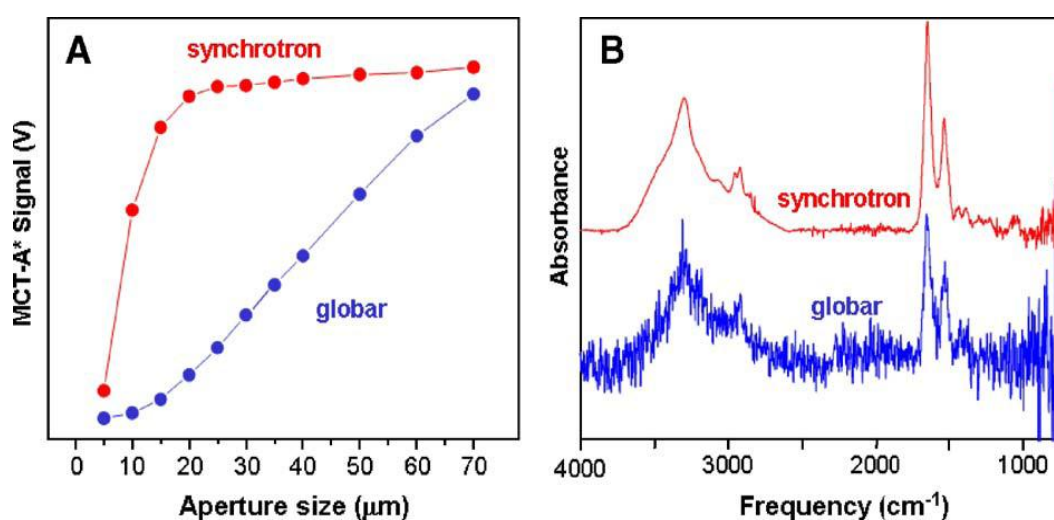 A
synchrotron
globar
MCT-A* Signal (V)
0 10 20 30 40 50 60 70
Aperture size (μm)
B
synchrotron
globar
Absorbance
4000 3000 2000 1000
Frequency (cm⁻¹)